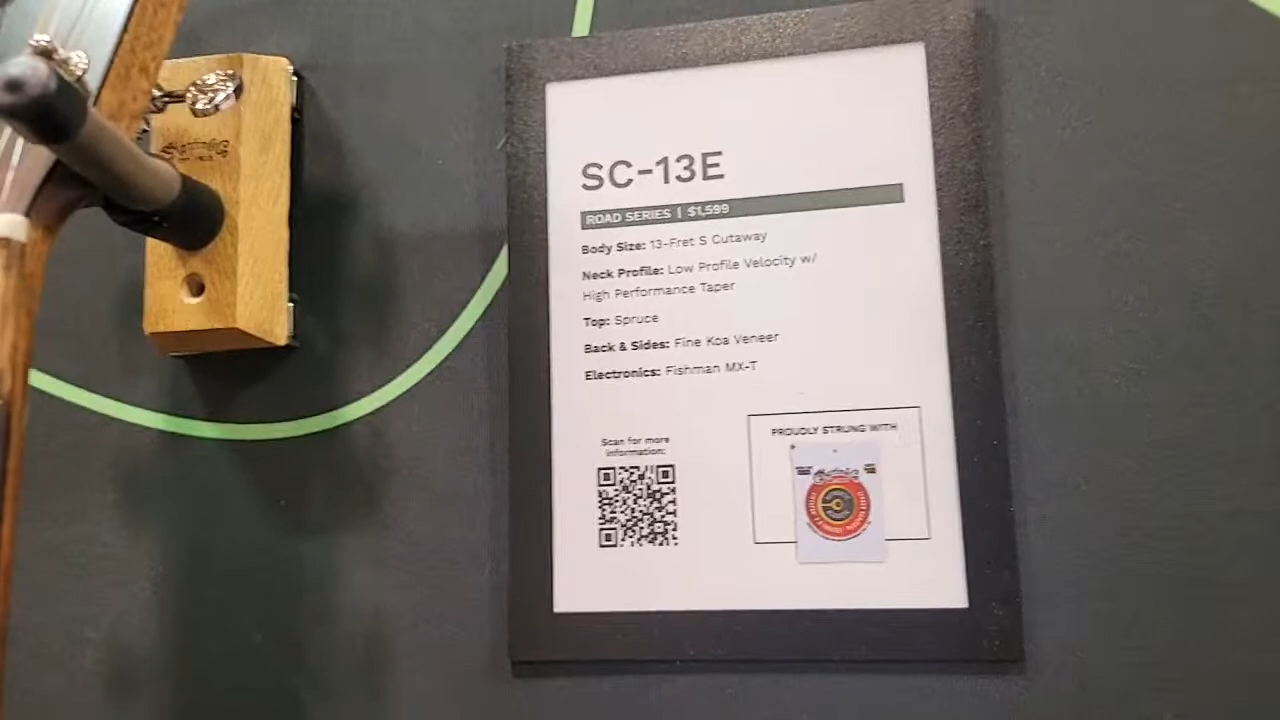 SC-13E
ROAD SERIES | $1,599
Body Size: 13-Fret S Cutaway
Neck Profile: Low Profile Velocity w/
High Performance Taper
Top: Spruce
Back & Sides: Fine Koa Veneer
Electronics: Fishman MX-T
Scan for more
information:
PROUDLY STRUNG WITH